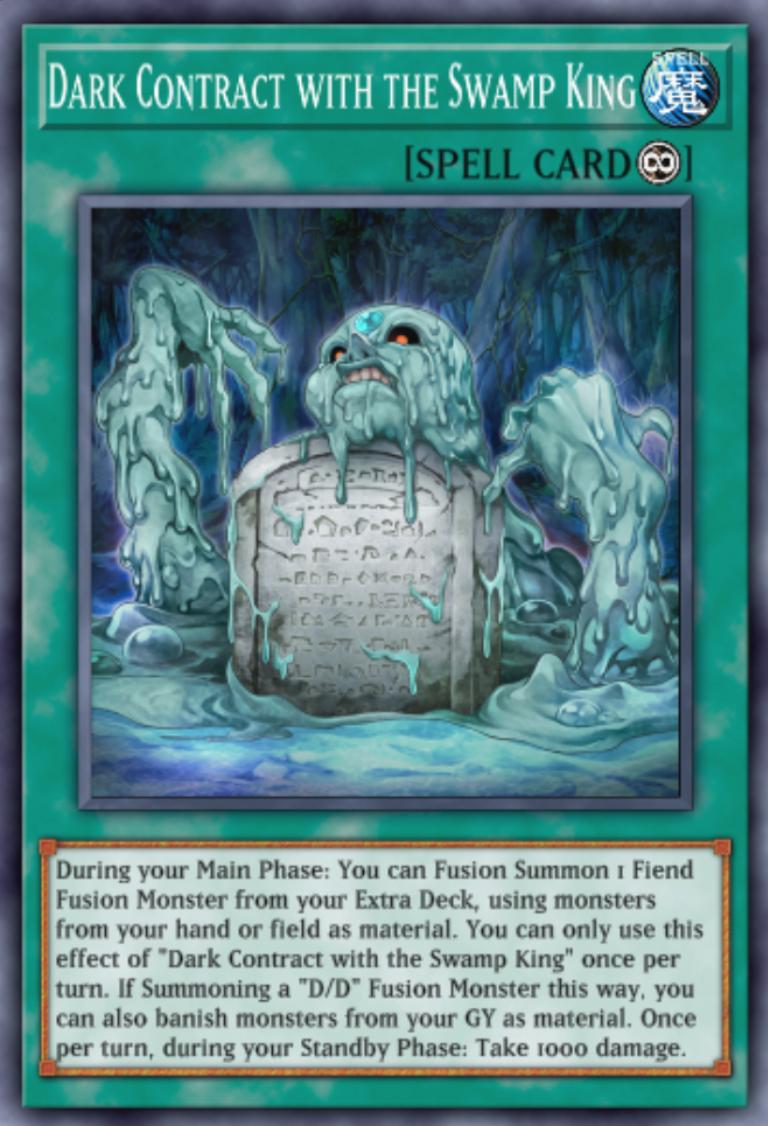 DARK CONTRACT WITH THE SWAMP KING
SPELL
魔
[SPELL CARD]
During your Main Phase: You can Fusion Summon 1 Fiend
Fusion Monster from your Extra Deck, using monsters
from your hand or field as material. You can only use this
effect of "Dark Contract with the Swamp King" once per
turn. If Summoning a "D/D" Fusion Monster this way, you
can also banish monsters from your GY as material. Once
per turn, during your Standby Phase: Take 1000 damage.